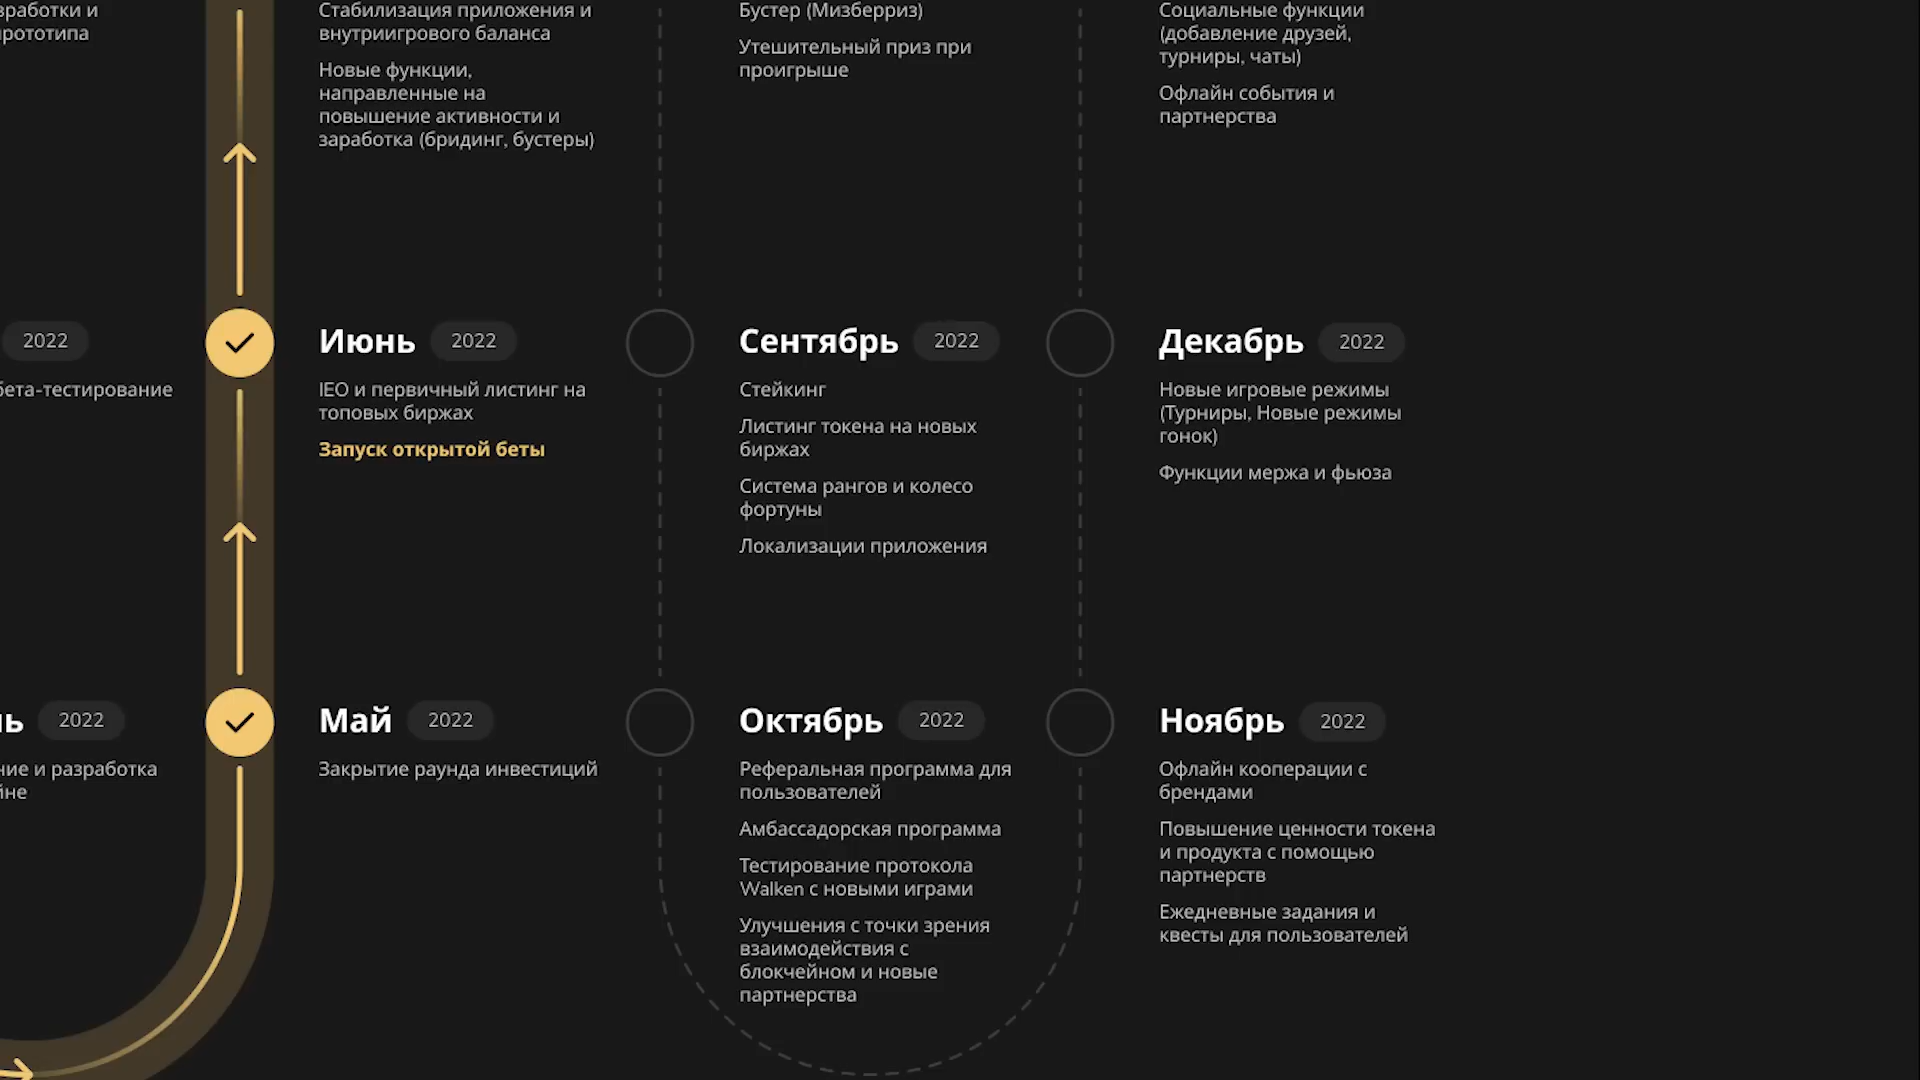 зработки и
рототипа
Стабилизация приложения и
внутриигрового баланса
Новые функции,
направленные на
повышение активности и
заработка (бридинг, бустеры)
Бустер (Мизберриз)
Утешительный приз при
проигрыше
Социальные функции
(добавление друзей,
турниры, чаты)
Офлайн события и
партнерства
2022
бета-тестирование
Июнь 2022
IEO и первичный листинг на
топовых биржах
Запуск открытой беты
Сентябрь 2022
Стейкинг
Листинг токена на новых
биржах
Система рангов и колесо
фортуны
Локализации приложения
Декабрь 2022
Новые игровые режимы
(Турниры, Новые режимы
гонок)
Функции мержа и фьюза
ь 2022
ние и разработка
йне
Май 2022
Закрытие раунда инвестиций
Октябрь 2022
Реферальная программа для
пользователей
Амбассадорская программа
Тестирование протокола
Walken с новыми играми
Улучшения с точки зрения
взаимодействия с
блокчейном и новые
партнерства
Ноябрь 2022
Офлайн кооперации с
брендами
Повышение ценности токена
и продукта с помощью
партнерств
Ежедневные задания и
квесты для пользователей